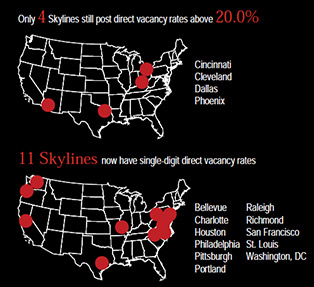 Only 4 Skylines still post direct vacancy rates above 20.0%
Cincinnati
Cleveland
Dallas
Phoenix
11 Skylines now have single-digit direct vacancy rates
Bellevue
Charlotte
Houston
Philadelphia
Pittsburgh
Portland
Raleigh
Richmond
San Francisco
St. Louis
Washington, DC